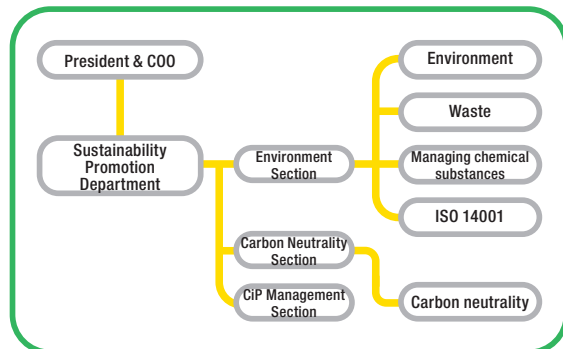 President & COO
Sustainability
Promotion
Department
Environment
Section
Carbon Neutrality
Section
CiP Management
Section
Environment
Waste
Managing chemical
substances
ISO 14001
Carbon neutrality